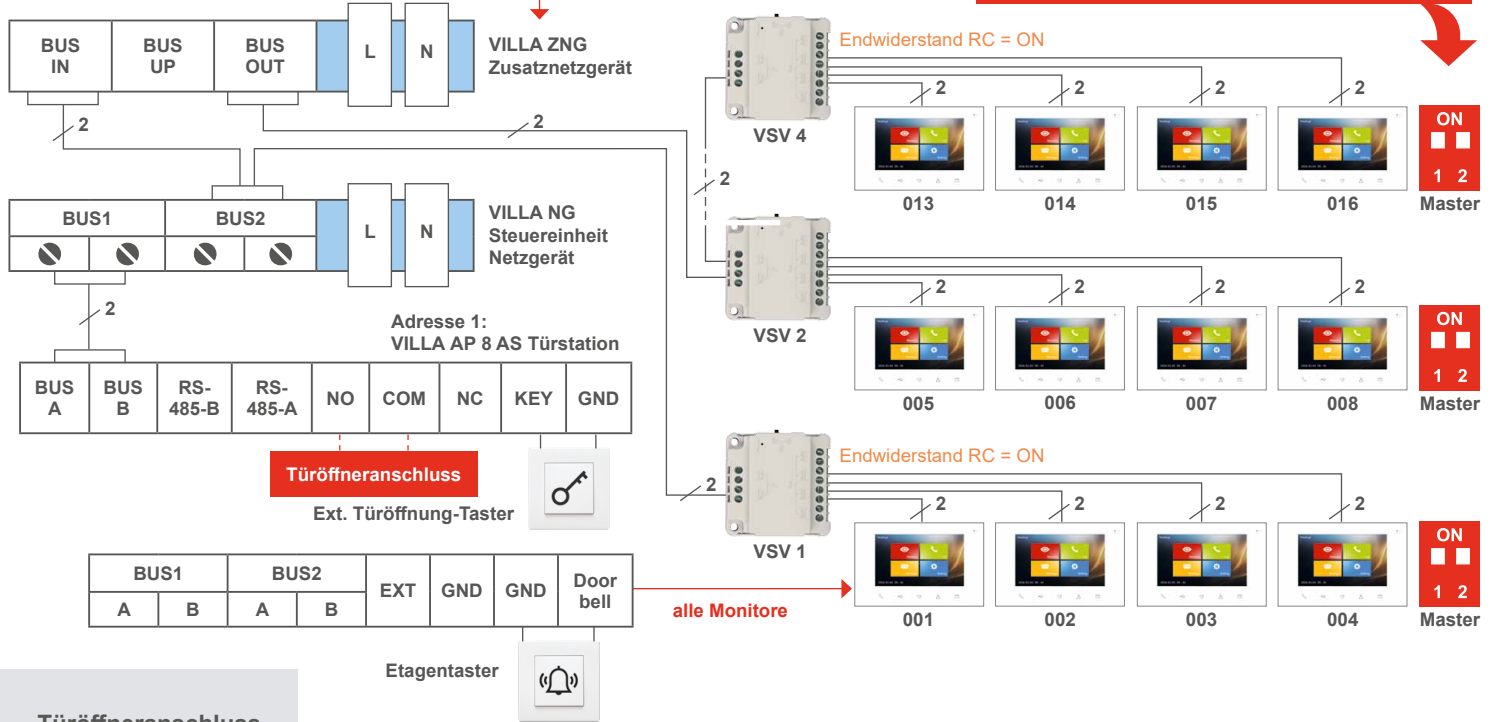 BUS IN
BUS UP
BUS OUT
L
N
VILLA ZNG
Zusatznetzgerät
2
2
BUS1
BUS2
L
N
VILLA NG
Steuereinheit
Netzgerät
2
Adresse 1:
VILLA AP 8 AS Türstation
BUS A
BUS B
RS-485-B
RS-485-A
NO
COM
NC
KEY
GND
Türöffneranschluss
Ext. Türöffnung-Taster
BUS1
BUS2
EXT
GND
GND
Door bell
A
B
A
B
alle Monitore
Etagentaster
Türöffneranschluss
Endwiderstand RC = ON
VSV 4
2
2
2
2
013
014
015
016
ON
1 2
Master
2
VSV 2
2
2
2
2
005
006
007
008
ON
1 2
Master
Endwiderstand RC = ON
2
VSV 1
2
2
2
2
001
002
003
004
ON
1 2
Master